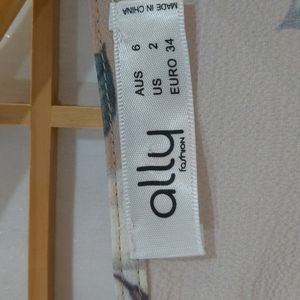 ally
fashion
AUS 6
US 2
EURO 34
MADE IN CHINA